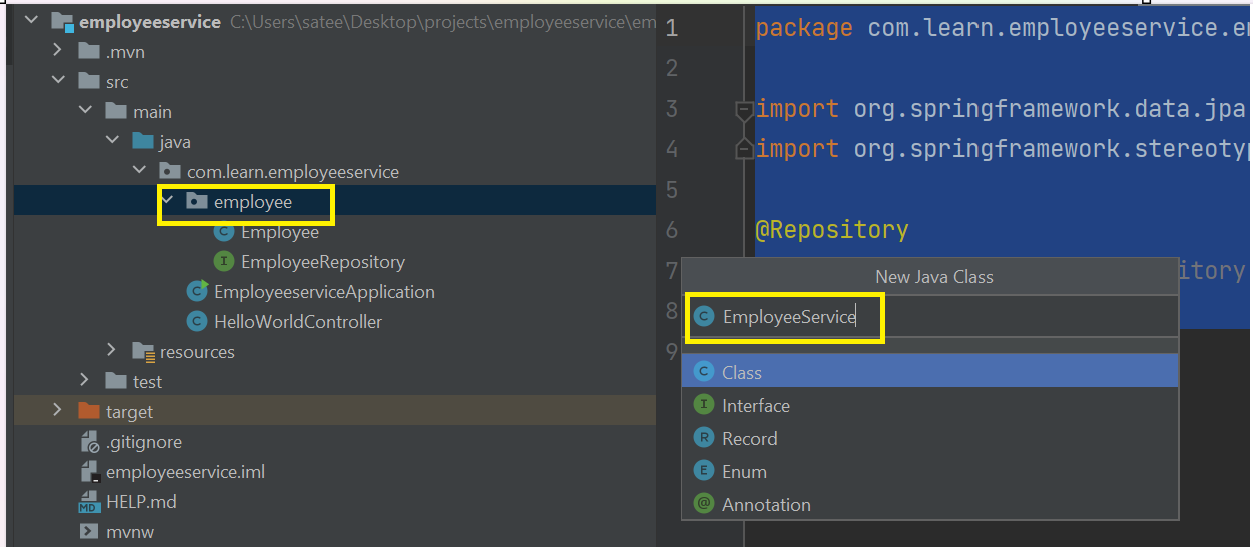 employeeservice C:\Users\satee\Desktop\projects\employeeservice\em
.mvn
src
main
java
com.learn.employeeservice
employee
Employee
EmployeeRepository
EmployeeserviceApplication
HelloWorldController
resources
test
target
.gitignore
employeeservice.iml
HELP.md
mvnw
1 package com.learn.employeeservice.em
2
3 import org.springframework.data.jpa
4 import org.springframework.stereotyp
5
6 @Repository
7 itory
8
9
New Java Class
C EmployeeService
C Class
I Interface
R Record
E Enum
@ Annotation